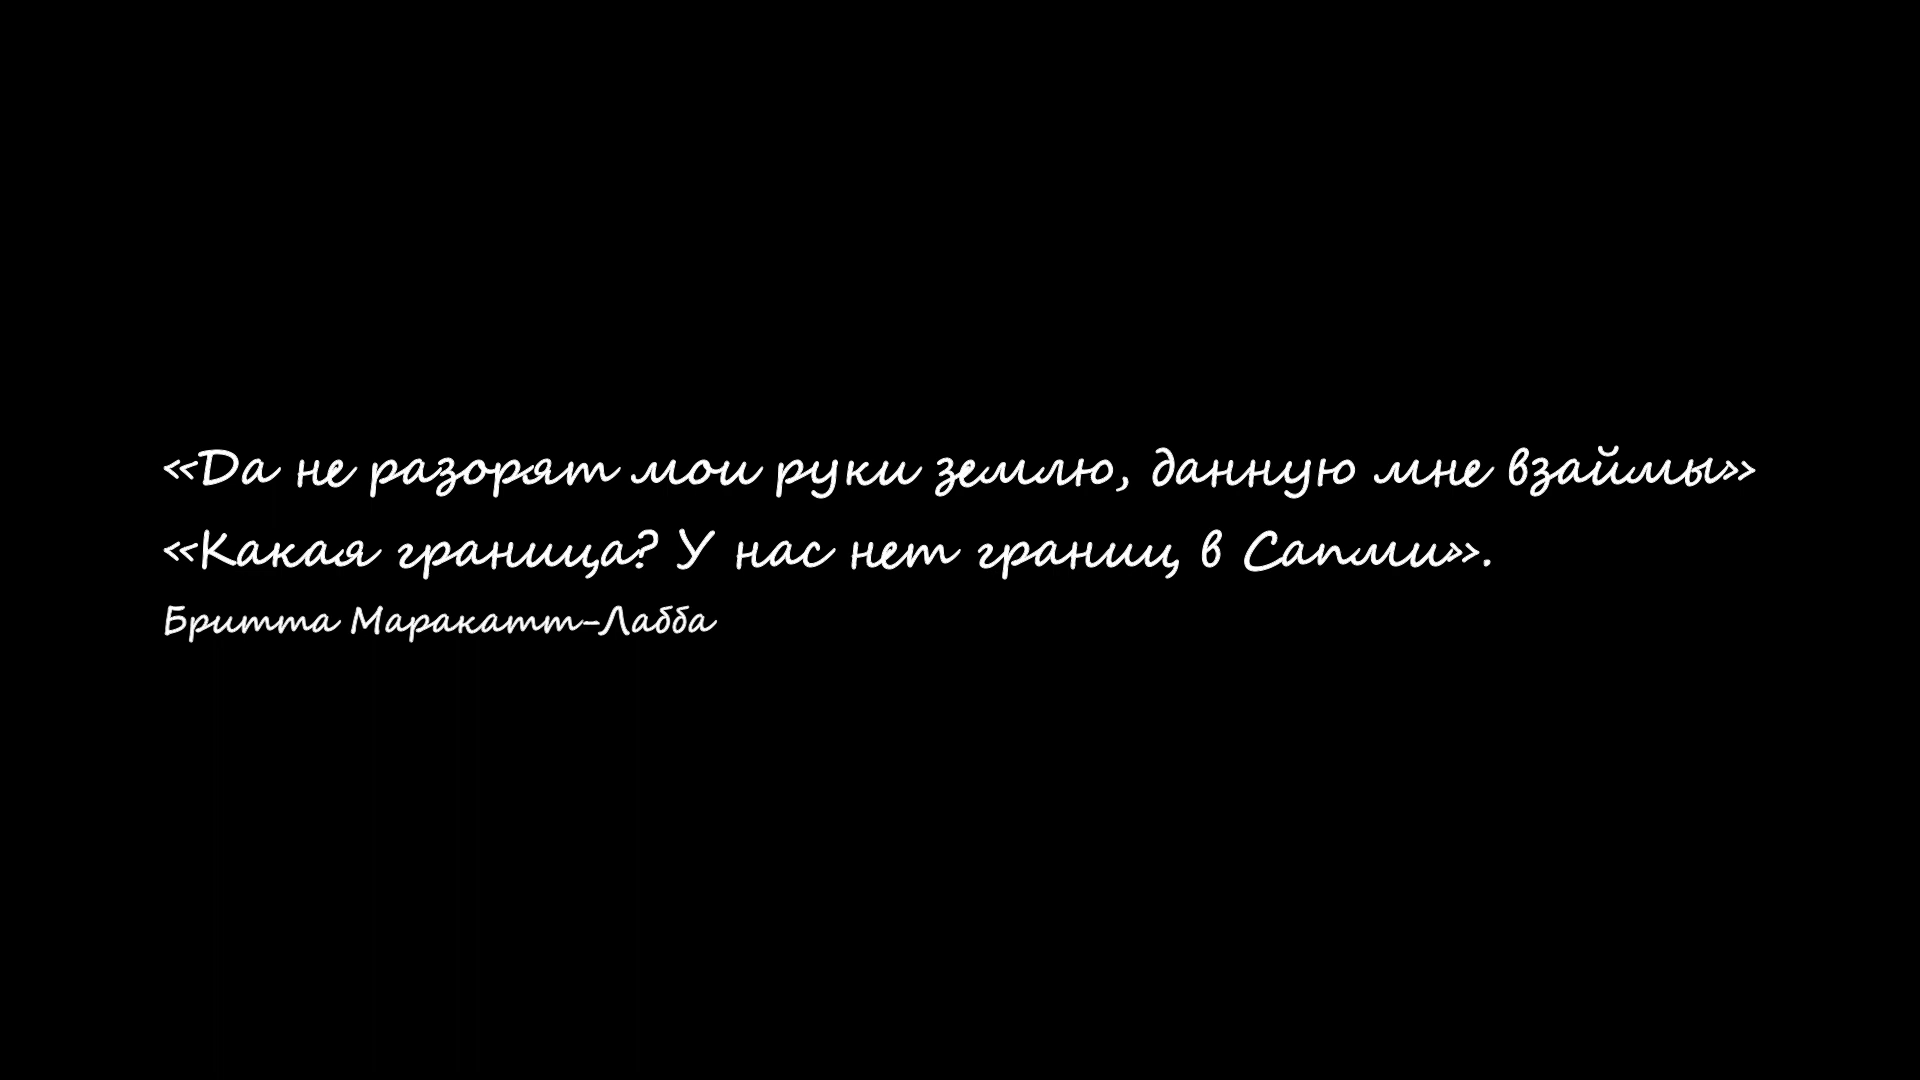 «Да не разорят мои руки землю, данную мне взаймы»
«Какая граница? У нас нет границ в Сапми».
Бритта Маракатт-Лабба